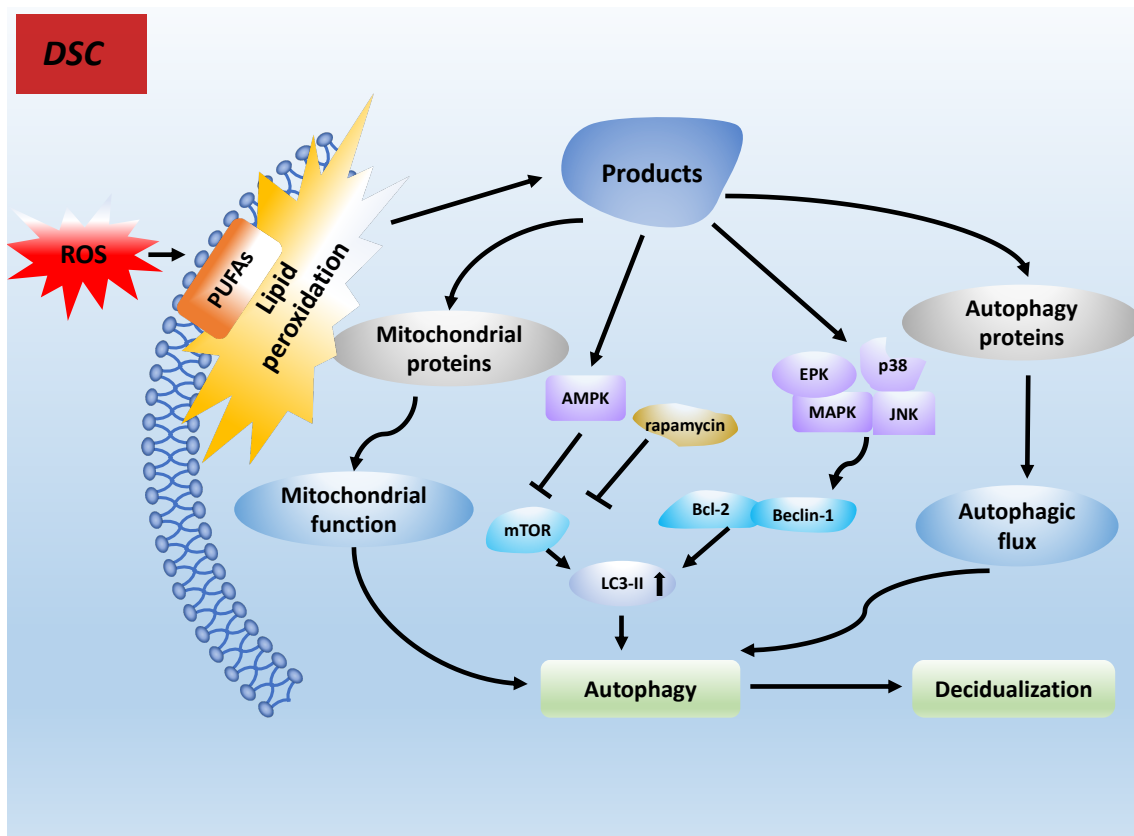 DSC
ROS
PUFAs
Lipid
peroxidation
Products
Mitochondrial
proteins
AMPK
rapamycin
EPK
p38
MAPK
JNK
Autophagy
proteins
Mitochondrial
function
mTOR
Bcl-2
Beclin-1
LC3-II
Autophagic
flux
Autophagy
Decidualization